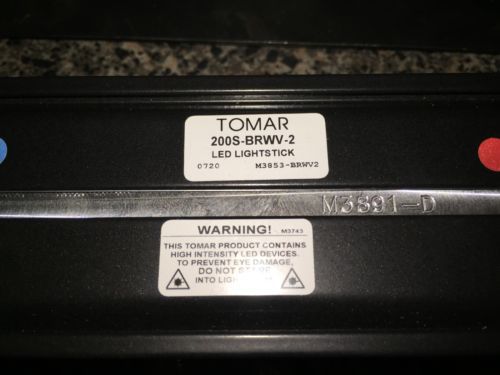 TOMAR
200S-BRWV-2
LED LIGHTSTICK
0720 M3853-BRWV2
M3891-D
WARNING! M3743
THIS TOMAR PRODUCT CONTAINS
HIGH INTENSITY LED DEVICES.
TO PREVENT EYE DAMAGE,
DO NOT STARE
INTO